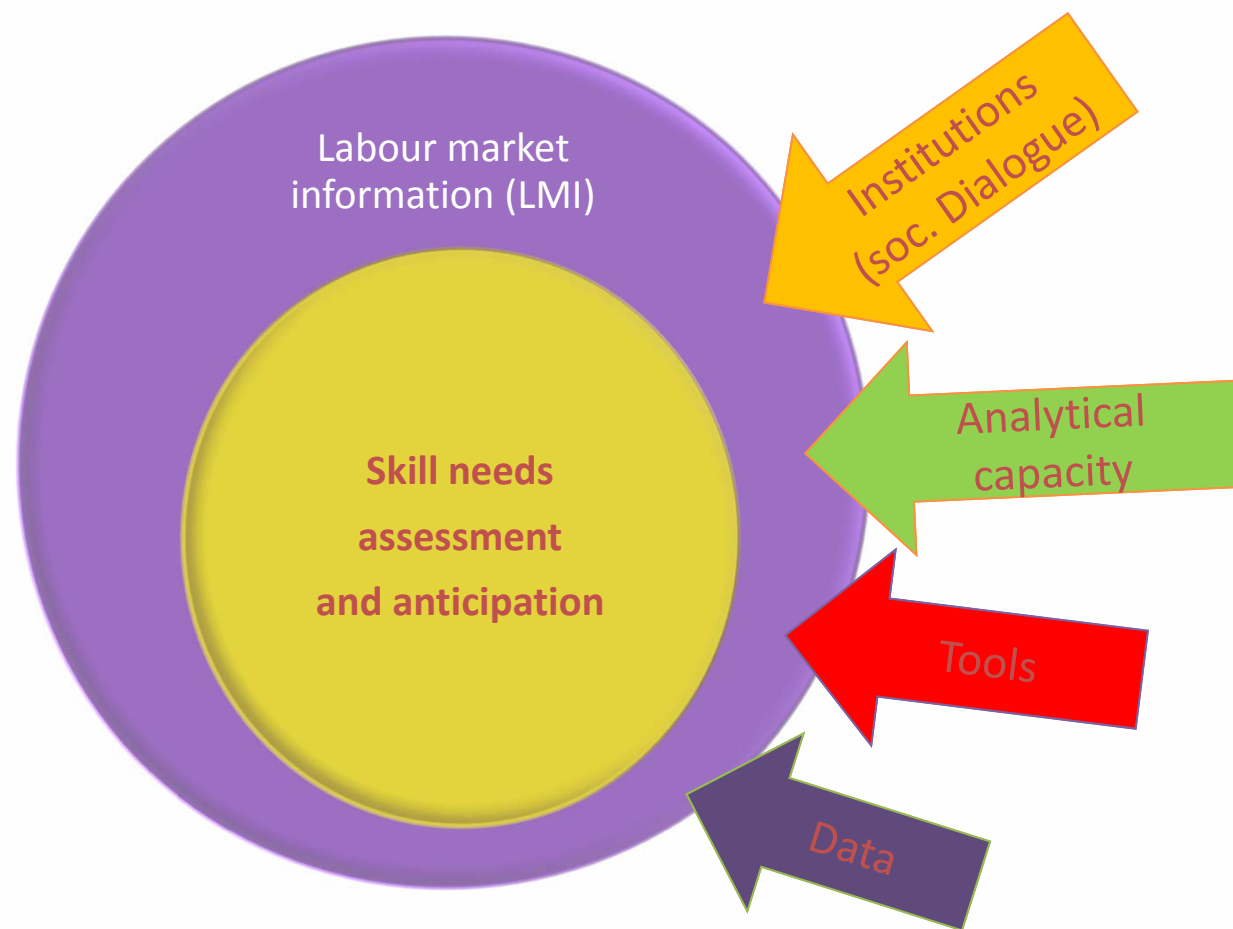 Labour market
information (LMI)
Skill needs
assessment
and anticipation
Institutions
(soc. Dialogue)
Analytical
capacity
Tools
Data